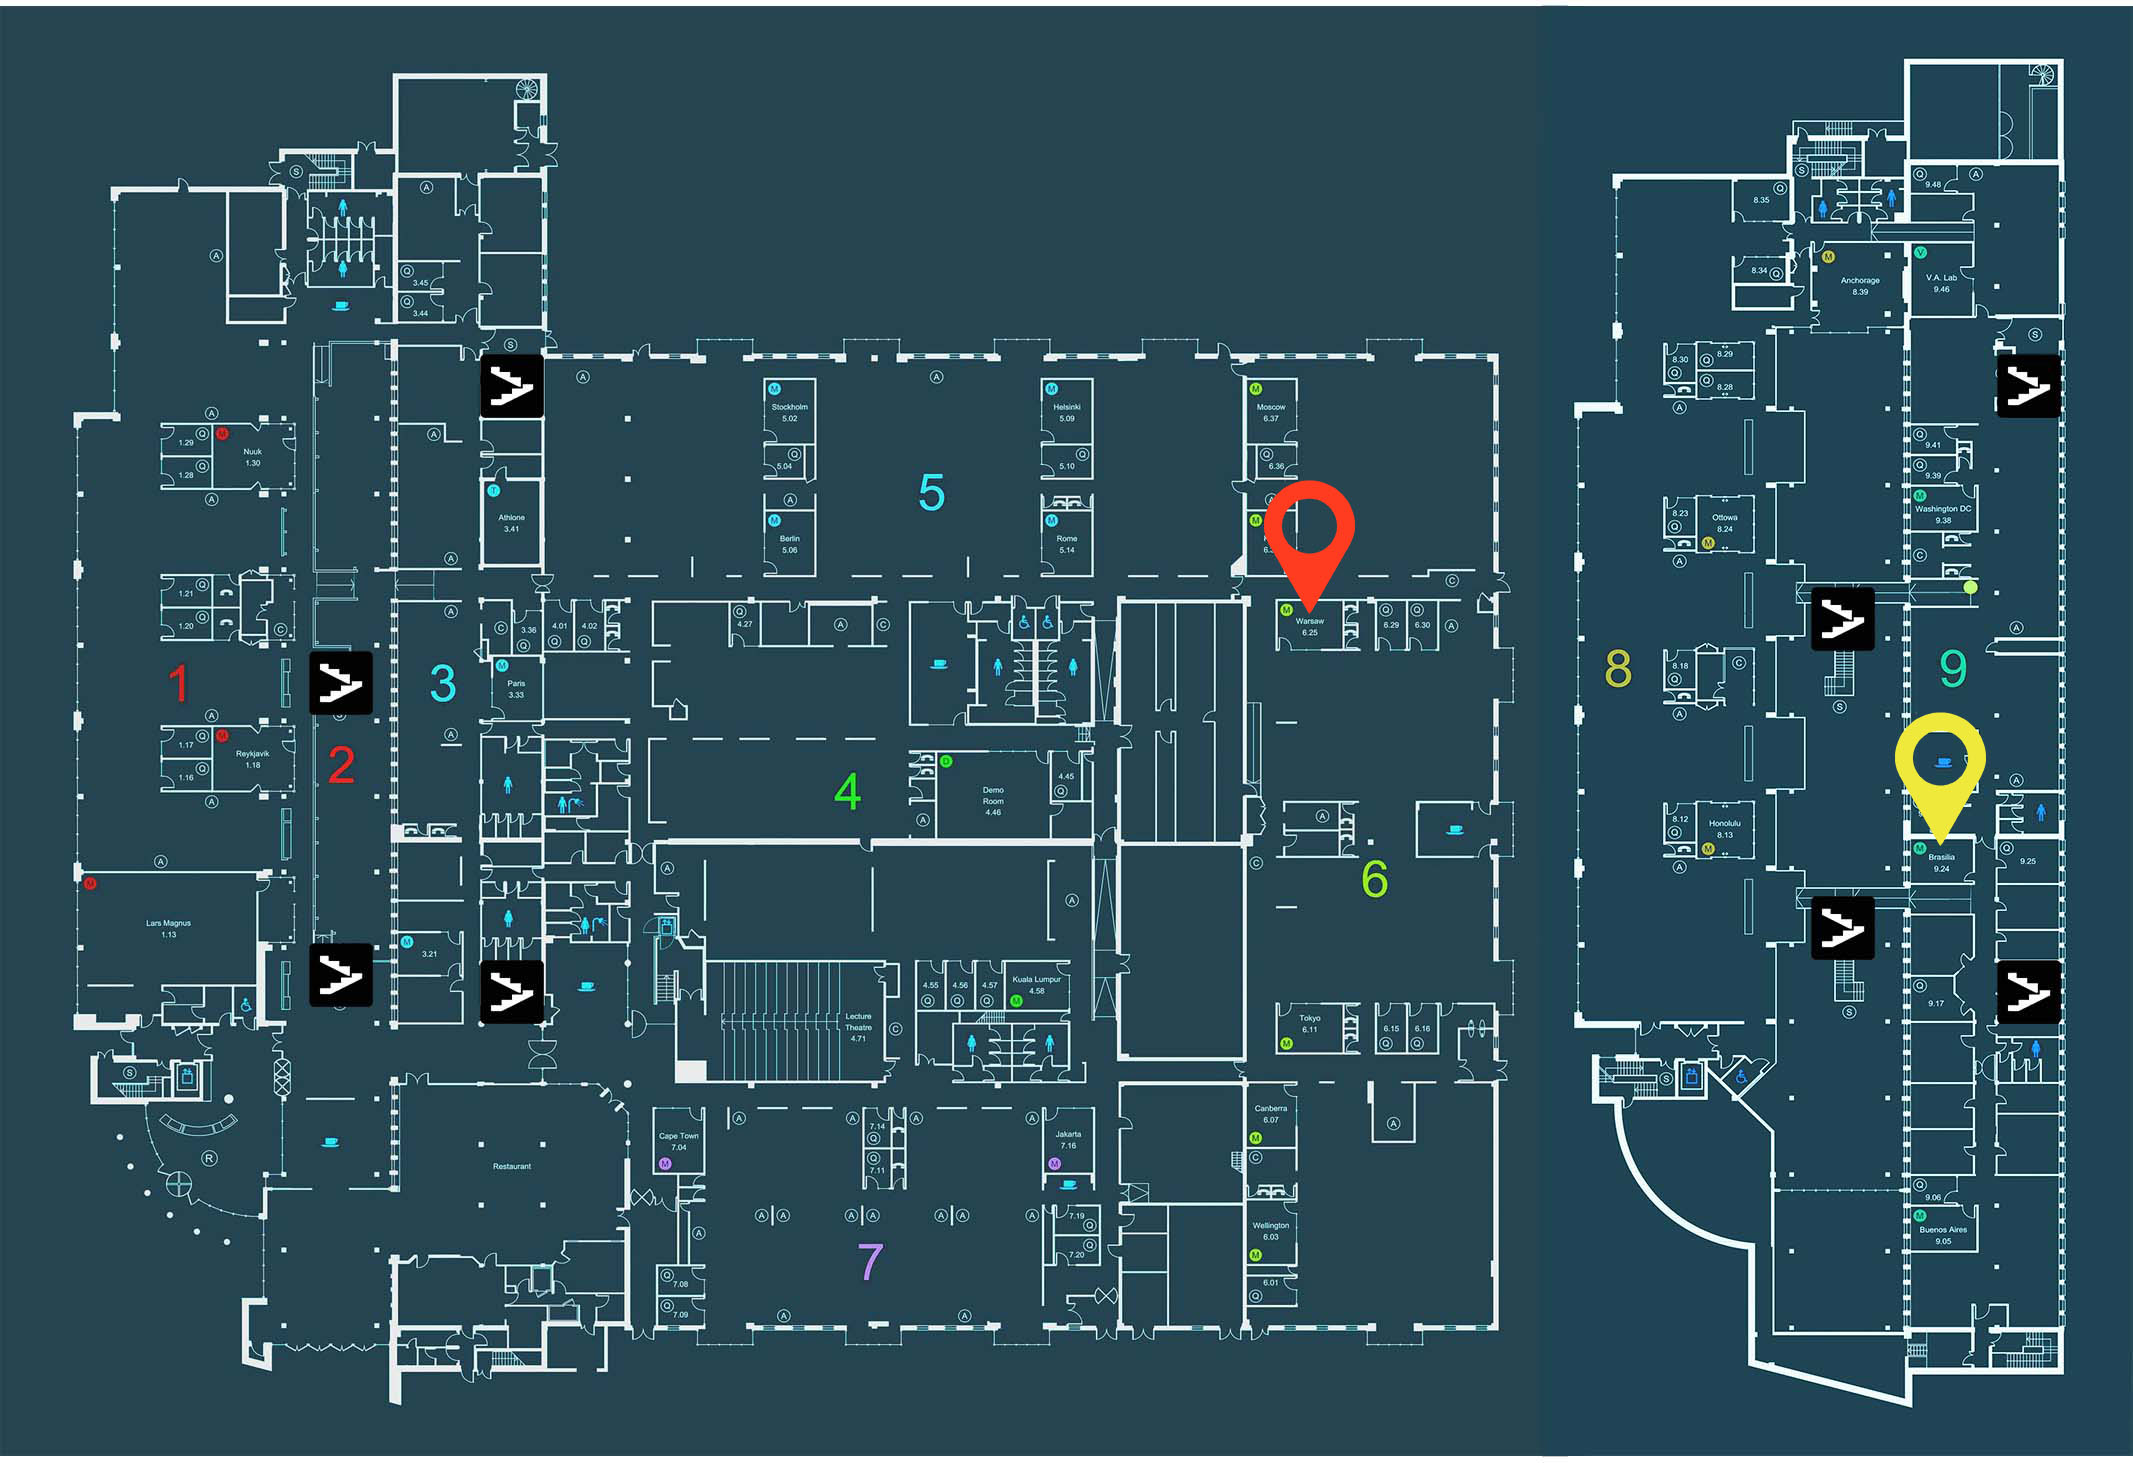 S
A
Q
3.45
Q
3.44
S
A
A
A
Q
1.29
Q
1.28
M
Nuuk
1.30
A
A
T
Athlone
3.41
A
M
Stockholm
5.02
Q
5.04
A
M
Berlin
5.06
A
5
M
Helsinki
5.09
Q
5.10
M
Rome
5.14
M
Moscow
6.37
Q
6.36
A
M
C
Q
1.21
Q
1.20
C
1
A
A
Q
1.17
Q
1.16
M
Reykjavik
1.18
A
2
A
3
A
C
3.36
Q
4.01
Q
4.02
Q
M
Paris
3.33
Q
4.27
A
C
4
D
Demo
Room
4.46
4.45
Q
A
M
Warsaw
6.25
Q
6.29
Q
6.30
A
A
C
6
A
M
Lars Magnus
1.13
M
3.21
A
A
Lecture
Theatre
4.71
C
4.55
Q
4.56
Q
4.57
Q
Kuala Lumpur
4.58
M
Tokyo
6.11
M
6.15
Q
6.16
Q
S
R
Restaurant
Cape Town
7.04
M
A
A
7.14
Q
Q
7.11
A
A
Jakarta
7.16
M
A
A
A
A
A
A
A
A
7
7.19
Q
Q
7.20
Q
7.08
Q
7.09
A
A
Canberra
6.07
M
C
Wellington
6.03
M
6.01
Q
A
S
Q
8.35
8.34
Q
M
Anchorage
8.39
Q
9.48
A
V
V.A. Lab
9.46
S
8.30
Q
8.29
Q
Q
8.28
A
Q
9.41
Q
9.39
M
Washington DC
9.38
C
8.23
Q
Ottowa
8.24
M
A
A
8
8.18
Q
C
A
S
9
A
8.12
Q
Honolulu
8.13
M
A
M
Brasilia
9.24
Q
9.25
Q
9.17
S
S
Q
9.06
M
Buenos Aires
9.05